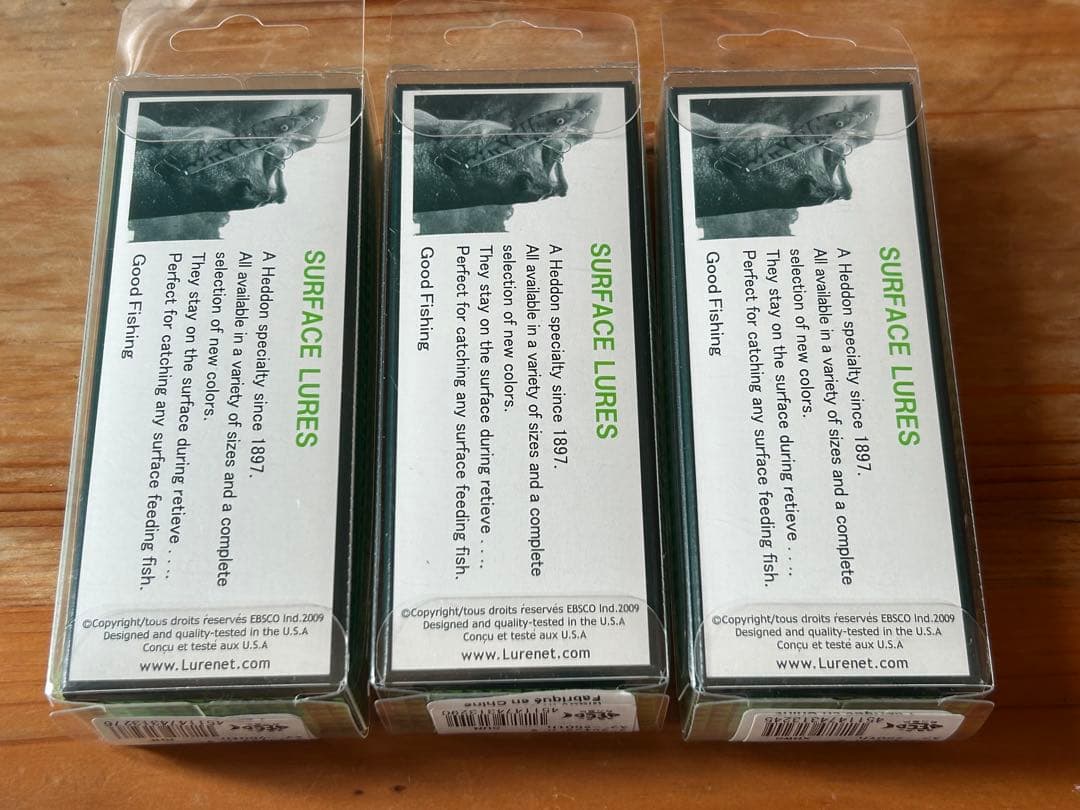 SURFACE LURES
A Heddon specialty since 1897.
All available in a variety of sizes and a complete
selection of new colors.
They stay on the surface during retieve . . . .
Perfect for catching any surface feeding fish.
Good Fishing
©Copyright/tous droits ŕeservés EBSCO Ind.2009
Designed and quality-tested in the U.S.A
Conçu et testé aux U.S.A
www.Lurenet.com
SURFACE LURES
A Heddon specialty since 1897.
All available in a variety of sizes and a complete
selection of new colors.
They stay on the surface during retieve . . . .
Perfect for catching any surface feeding fish.
Good Fishing
©Copyright/tous droits ŕeservés EBSCO Ind.2009
Designed and quality-tested in the U.S.A
Conçu et testé aux U.S.A
www.Lurenet.com
Fabriqué en Chine
SURFACE LURES
A Heddon specialty since 1897.
All available in a variety of sizes and a complete
selection of new colors.
They stay on the surface during retieve . . . .
Perfect for catching any surface feeding fish.
Good Fishing
©Copyright/tous droits ŕeservés EBSCO Ind.2009
Designed and quality-tested in the U.S.A
Conçu et testé aux U.S.A
www.Lurenet.com